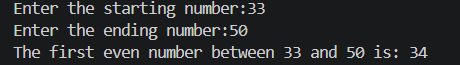 Enter the starting number:33
Enter the ending number:50
The first even number between 33 and 50 is: 34